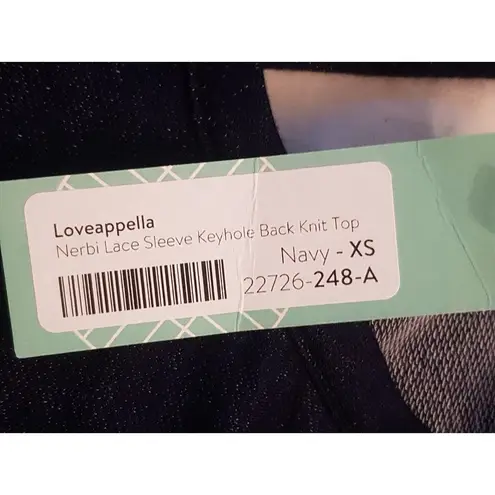 Loveappella
Nerbi Lace Sleeve Keyhole Back Knit Top
Navy - XS
22726-248-A